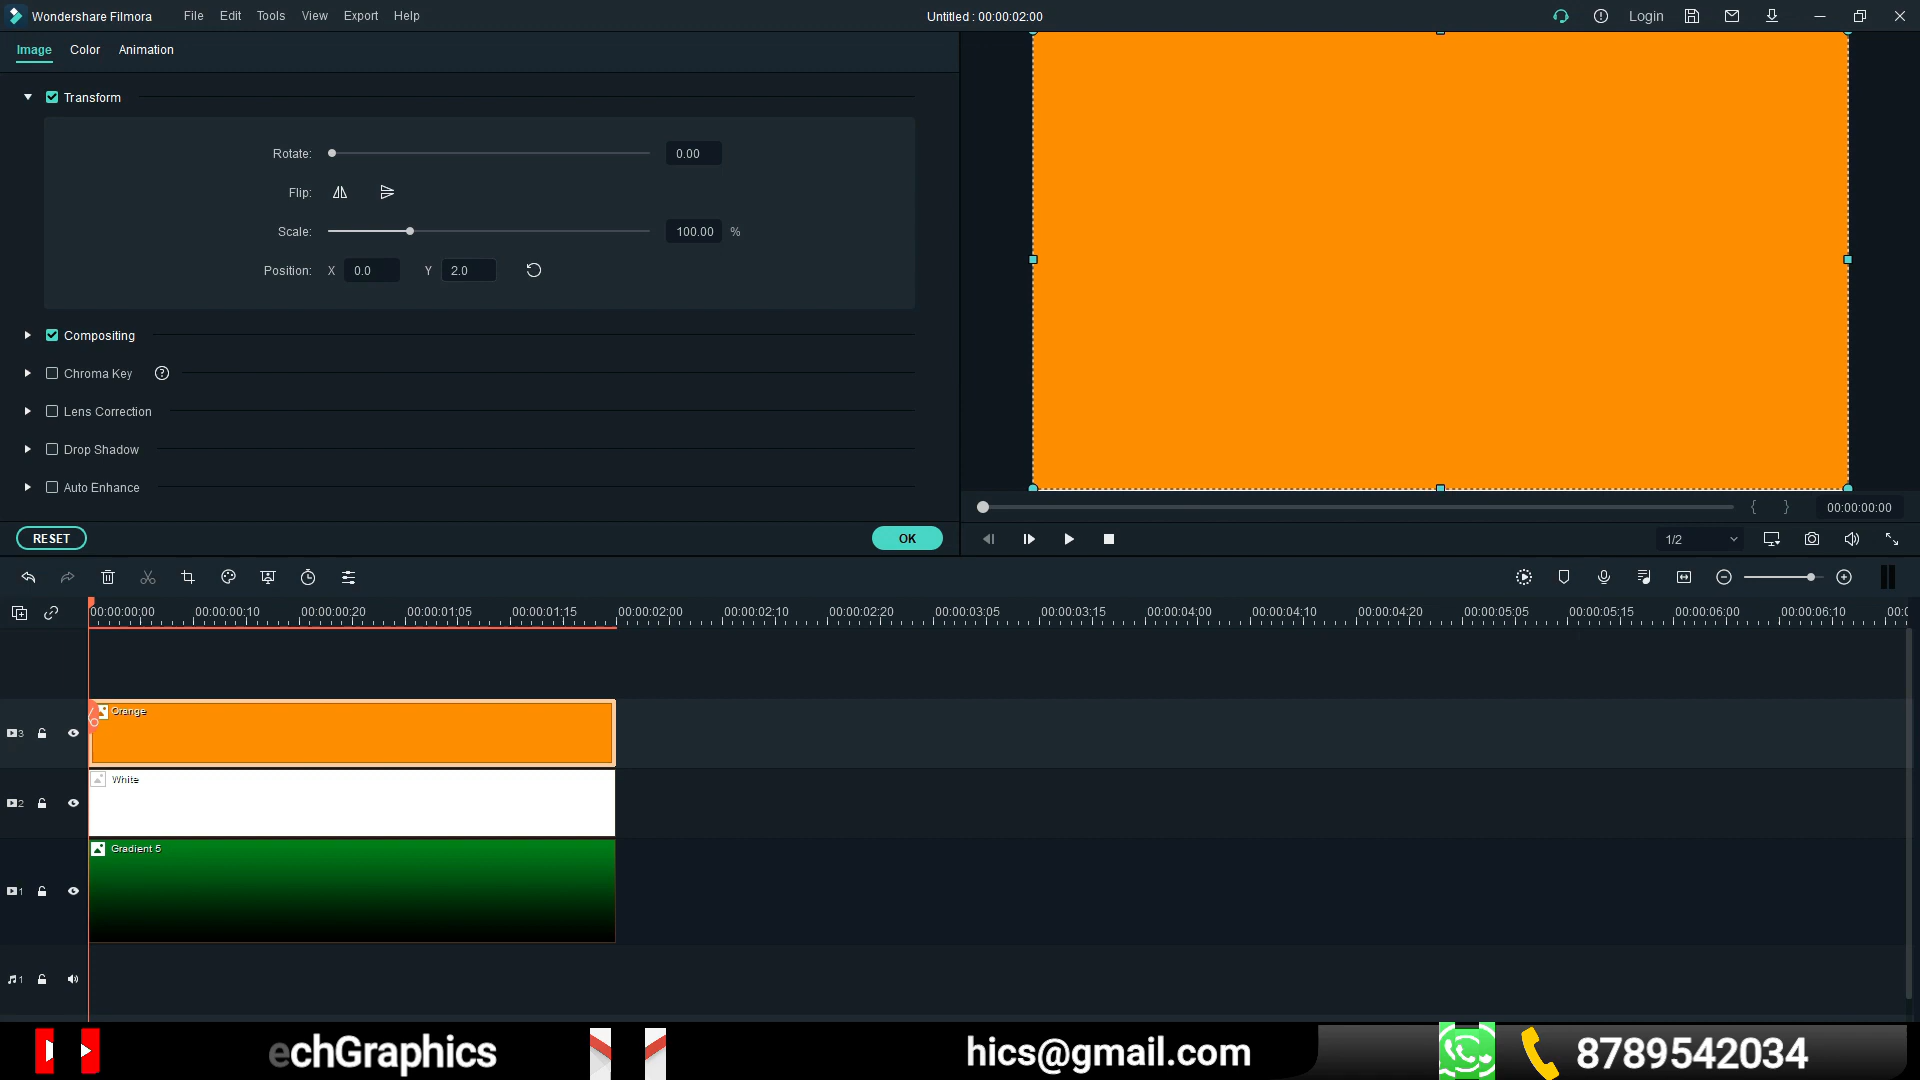 Wondershare Filmora File Edit Tools View Export Help Untitled : 00:00:02:00 Login
Image Color Animation
Transform
Rotate: 0.00
Flip:
Scale: 100.00 %
Position: X 0.0 Y 2.0
Compositing
Chroma Key
Lens Correction
Drop Shadow
Auto Enhance
{ } 00:00:00:00
RESET OK 1/2
00:00:00:00 00:00:00:10 00:00:00:20 00:00:01:05 00:00:01:15 00:00:02:00 00:00:02:10 00:00:02:20 00:00:03:05 00:00:03:15 00:00:04:00 00:00:04:10 00:00:04:20 00:00:05:05 00:00:05:15 00:00:06:00 00:00:06:10 00:0
Orange
3
White
2
Gradient 5
1
1
echGraphics hics@gmail.com 8789542034